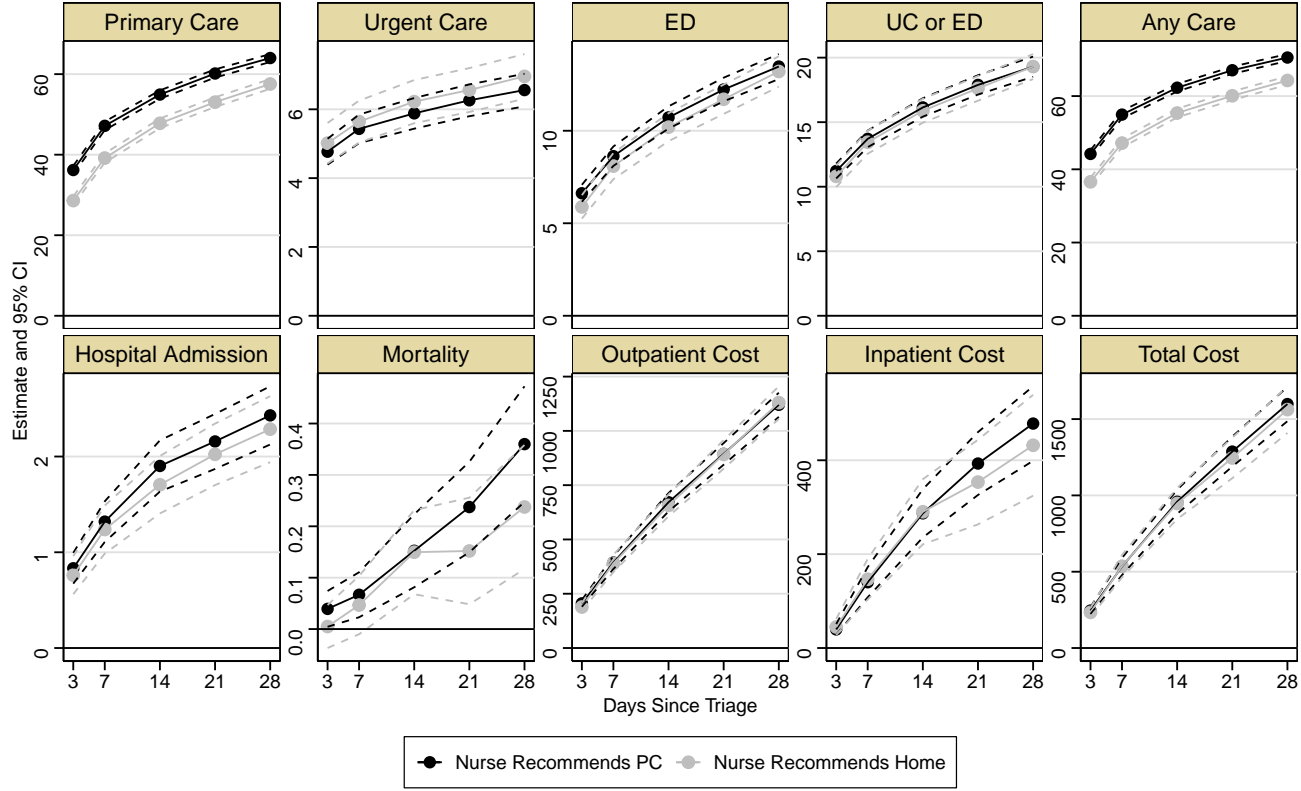 Primary Care
Urgent Care
ED
UC or ED
Any Care
0 20 40 60
0 2 4 6
0 5 10
0 5 10 15 20
0 20 40 60
Estimate and 95% CI
Hospital Admission
Mortality
Outpatient Cost
Inpatient Cost
Total Cost
0 1 2
0.0 0.1 0.2 0.3 0.4
0 250 500 750 1000 1250
0 200 400
0 500 1000 1500
3 7 14 21 28
3 7 14 21 28
3 7 14 21 28
3 7 14 21 28
3 7 14 21 28
Days Since Triage
Nurse Recommends PC
Nurse Recommends Home